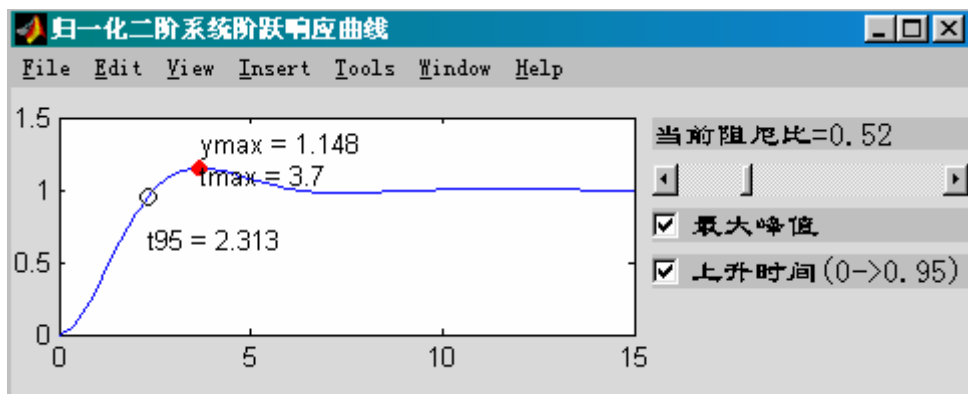 归一化二阶系统阶跃响应曲线
File Edit View Insert Tools Window Help
1.5
1
0.5
0
0 5 10 15
ymax = 1.148
tmax = 3.7
t95 = 2.313
当前阻尼比=0.52
最大峰值
上升时间(0->0.95)